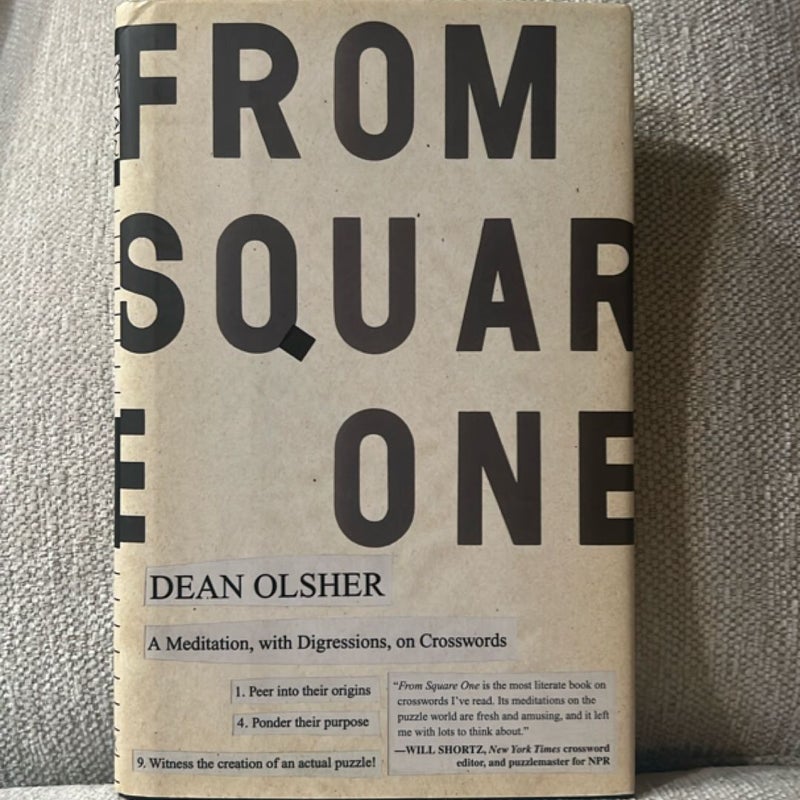 FROM
SQUAR
E ONE
DEAN OLSHER
A Meditation, with Digressions, on Crosswords
1. Peer into their origins
4. Ponder their purpose
9. Witness the creation of an actual puzzle!
“From Square One is the most literate book on
crosswords I’ve read. Its meditations on the
puzzle world are fresh and amusing, and it left
me with lots to think about.”
—WILL SHORTZ, New York Times crossword
editor, and puzzlemaster for NPR